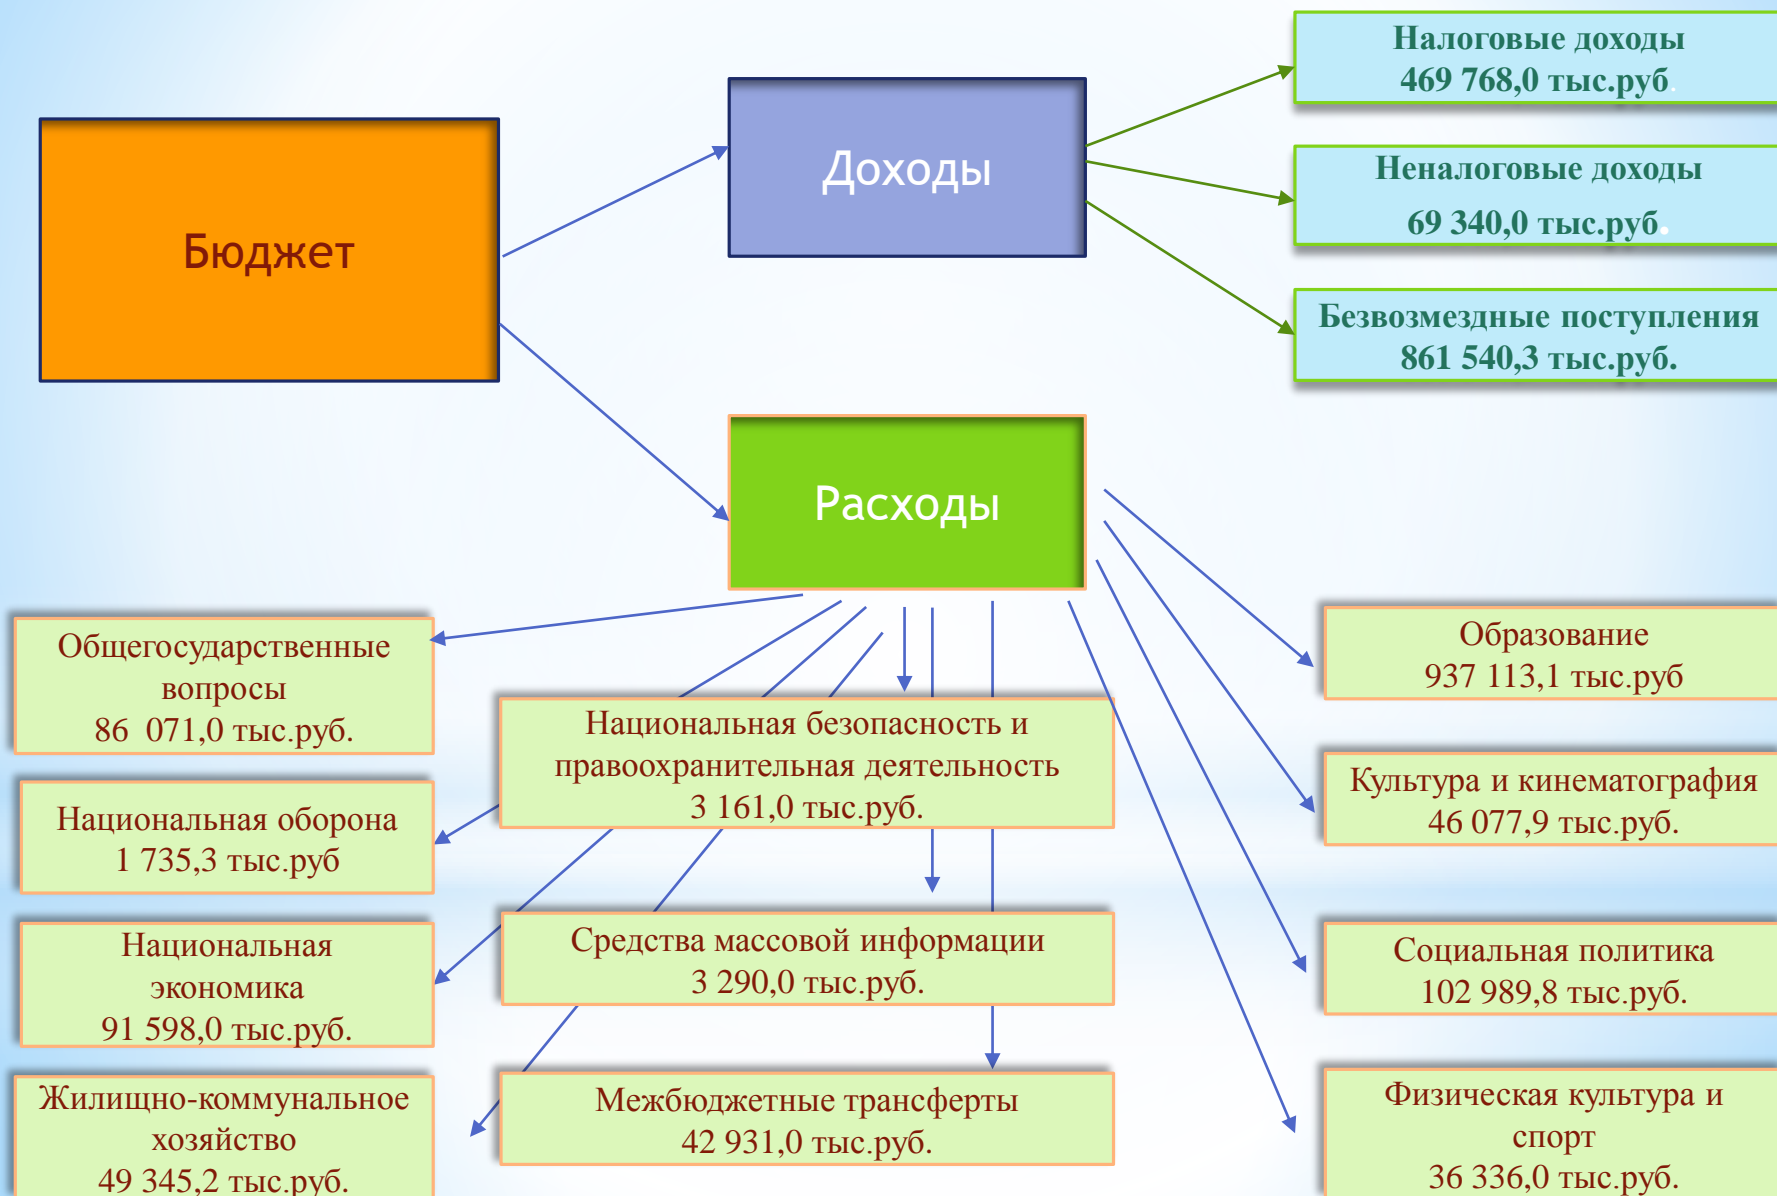 Бюджет
Доходы
Налоговые доходы
469 768,0 тыс.руб.
Неналоговые доходы
69 340,0 тыс.руб.
Безвозмездные поступления
861 540,3 тыс.руб.
Расходы
Общегосударственные
вопросы
86 071,0 тыс.руб.
Национальная оборона
1 735,3 тыс.руб
Национальная
экономика
91 598,0 тыс.руб.
Жилищно-коммунальное
хозяйство
49 345,2 тыс.руб.
Национальная безопасность и
правоохранительная деятельность
3 161,0 тыс.руб.
Средства массовой информации
3 290,0 тыс.руб.
Межбюджетные трансферты
42 931,0 тыс.руб.
Образование
937 113,1 тыс.руб
Культура и кинематография
46 077,9 тыс.руб.
Социальная политика
102 989,8 тыс.руб.
Физическая культура и
спорт
36 336,0 тыс.руб.